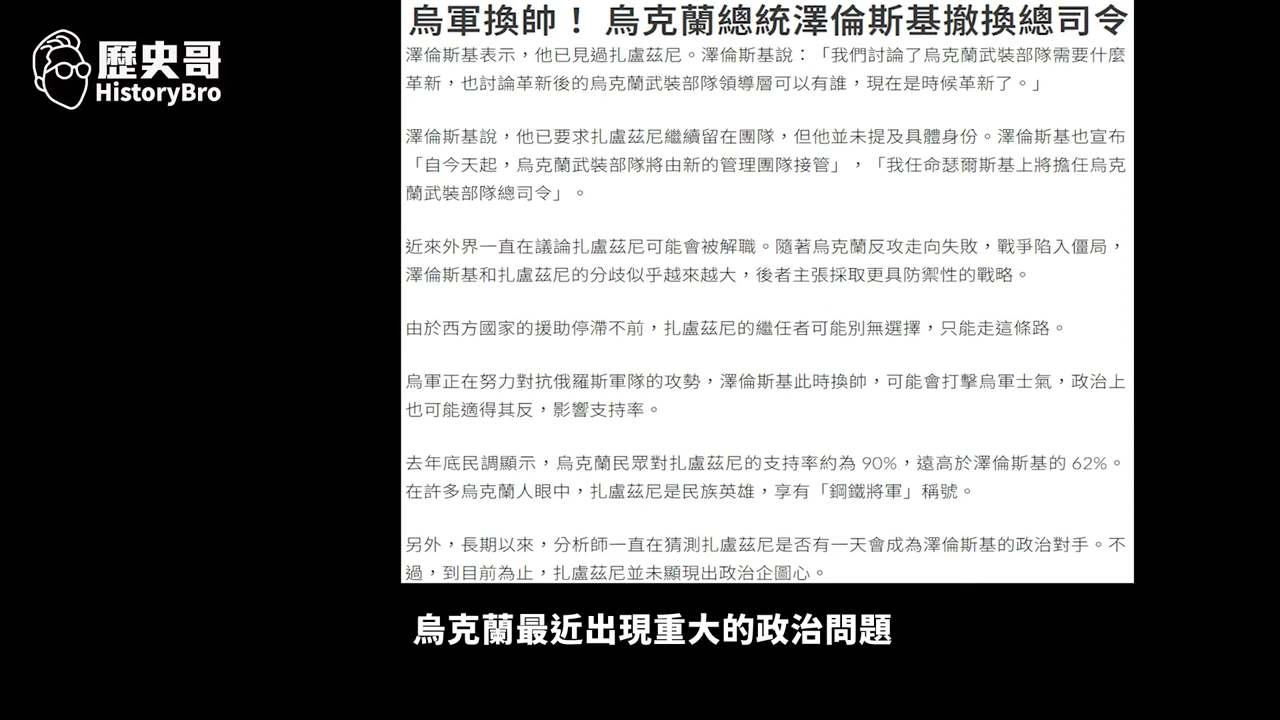 歷史哥
HistoryBro
烏軍換帥！ 烏克蘭總統澤倫斯基撤換總司令
澤倫斯基表示，他已見過扎盧茲尼。澤倫斯基說：「我們討論了烏克蘭武裝部隊需要什麼
革新，也討論革新後的烏克蘭武裝部隊領導層可以有誰，現在是時候革新了。」
澤倫斯基說，他已要求扎盧茲尼繼續留在團隊，但他並未提及具體身份。澤倫斯基也宣布
「自今天起，烏克蘭武裝部隊將由新的管理團隊接管」，「我任命瑟爾斯基上將擔任烏克
蘭武裝部隊總司令」。
近來外界一直在議論扎盧茲尼可能會被解職。隨著烏克蘭反攻走向失敗，戰爭陷入僵局，
澤倫斯基和扎盧茲尼的分歧似乎越來越大，後者主張採取更具防禦性的戰略。
由於西方國家的援助停滯不前，扎盧茲尼的繼任者可能別無選擇，只能走這條路。
烏軍正在努力對抗俄羅斯軍隊的攻勢，澤倫斯基此時換帥，可能會打擊烏軍士氣，政治上
也可能適得其反，影響支持率。
去年底民調顯示，烏克蘭民眾對扎盧茲尼的支持率約為 90%，遠高於澤倫斯基的 62%。
在許多烏克蘭人眼中，扎盧茲尼是民族英雄，享有「鋼鐵將軍」稱號。
另外，長期以來，分析師一直在猜測扎盧茲尼是否有一天會成為澤倫斯基的政治對手。不
過，到目前為止，扎盧茲尼並未顯現出政治企圖心。
烏克蘭最近出現重大的政治問題